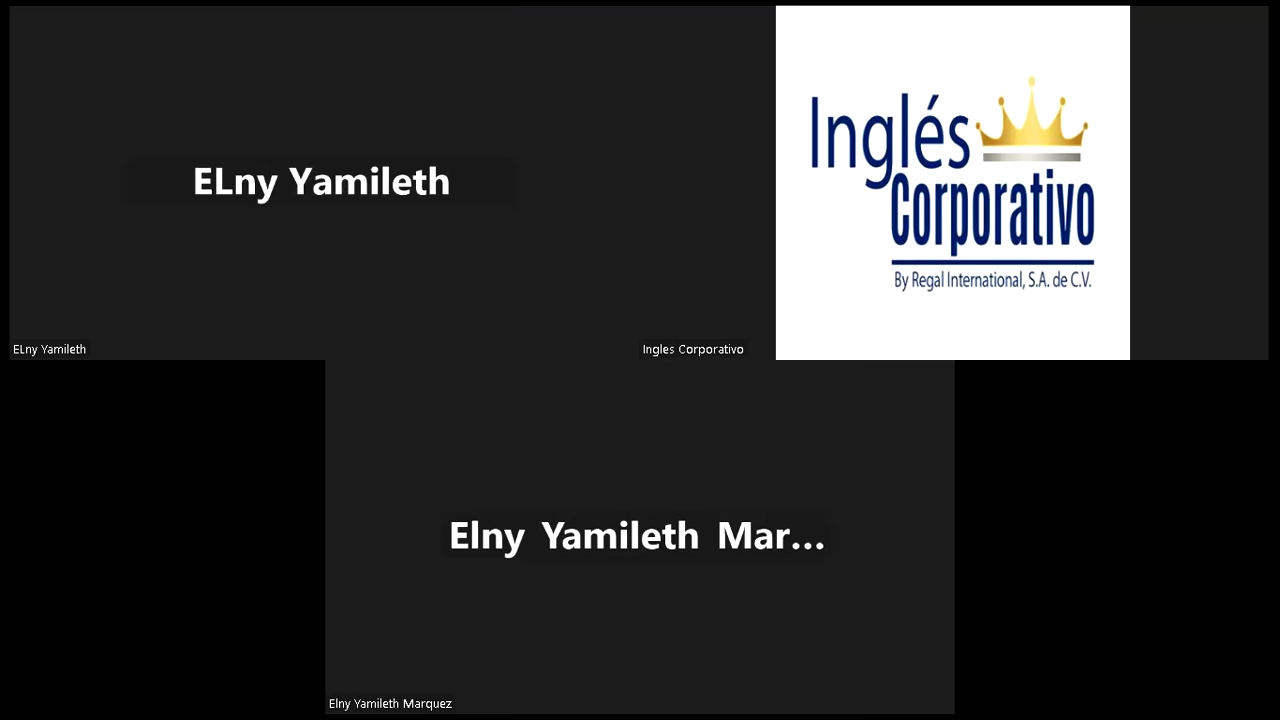 ELny Yamileth
Inglés
Corporativo
By Regal International, S.A. de C.V.
ELny Yamileth
Ingles Corporativo
Elny Yamileth Mar...
Elny Yamileth Marquez